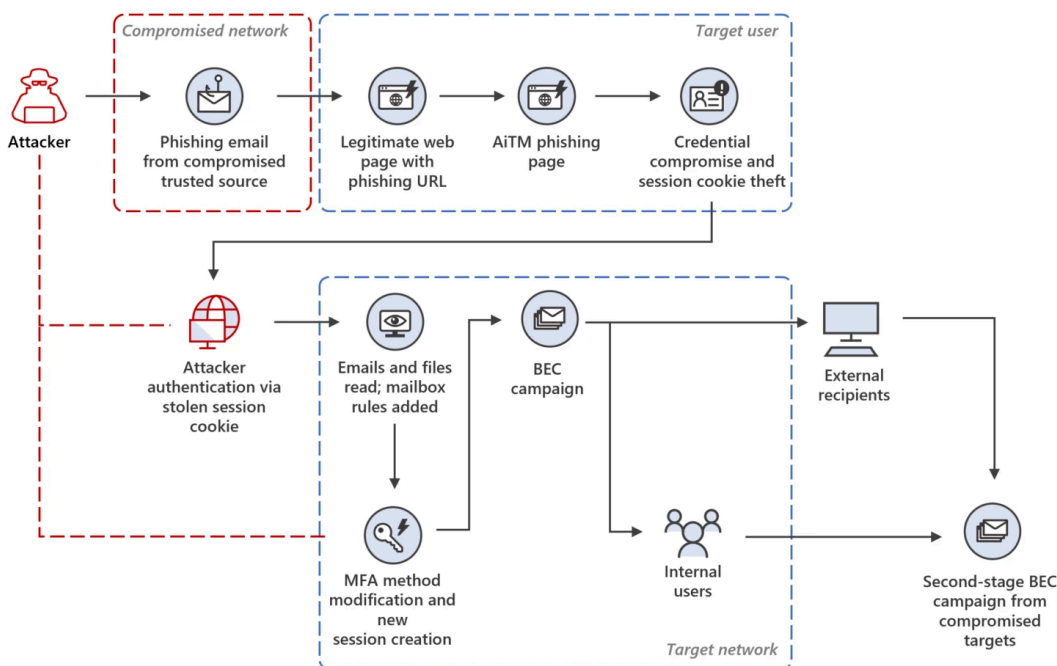 Compromised network
Target user
Attacker
Phishing email
from compromised
trusted source
Legitimate web
page with
phishing URL
AiTM phishing
page
Credential
compromise and
session cookie theft
Attacker
authentication via
stolen session
cookie
Emails and files
read; mailbox
rules added
BEC
campaign
External
recipients
MFA method
modification and
new
session creation
Internal
users
Second-stage BEC
campaign from
compromised
targets
Target network